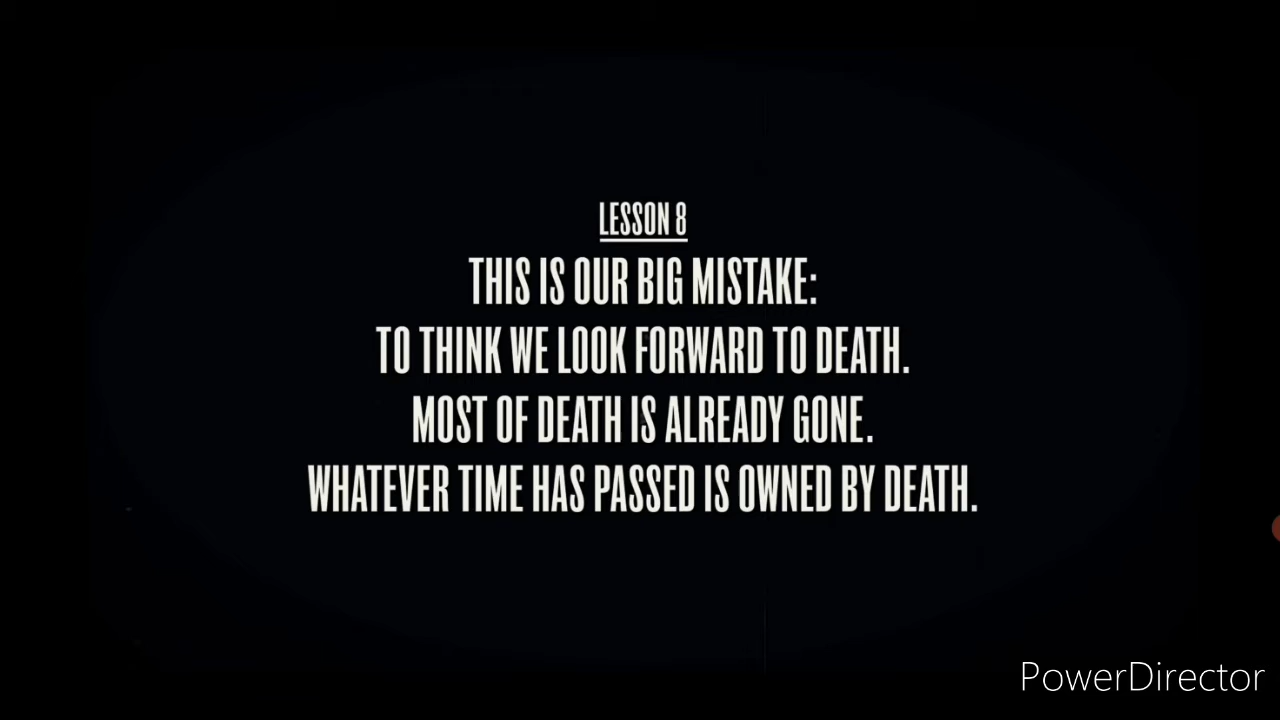 LESSON 8
THIS IS OUR BIG MISTAKE:
TO THINK WE LOOK FORWARD TO DEATH.
MOST OF DEATH IS ALREADY GONE.
WHATEVER TIME HAS PASSED IS OWNED BY DEATH.
PowerDirector